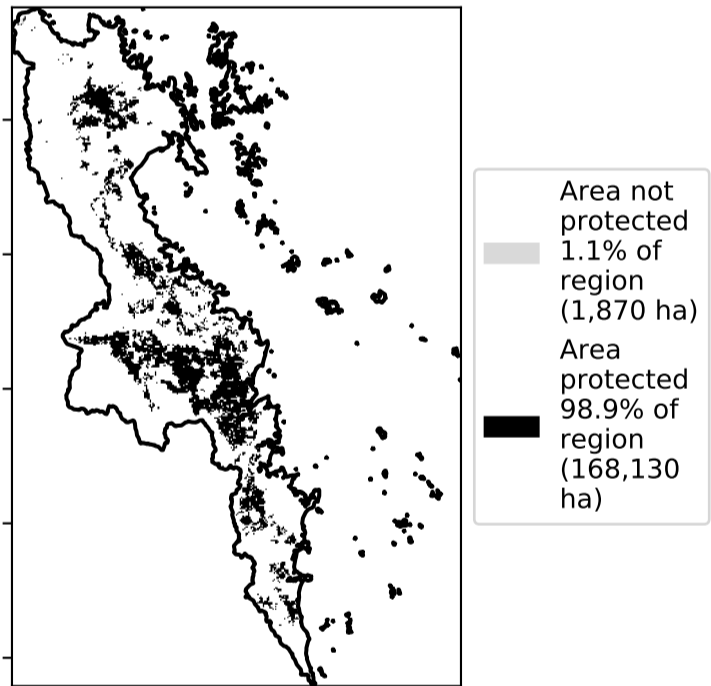 Area not
protected
1.1% of
region
(1,870 ha)
Area
protected
98.9% of
region
(168,130
ha)